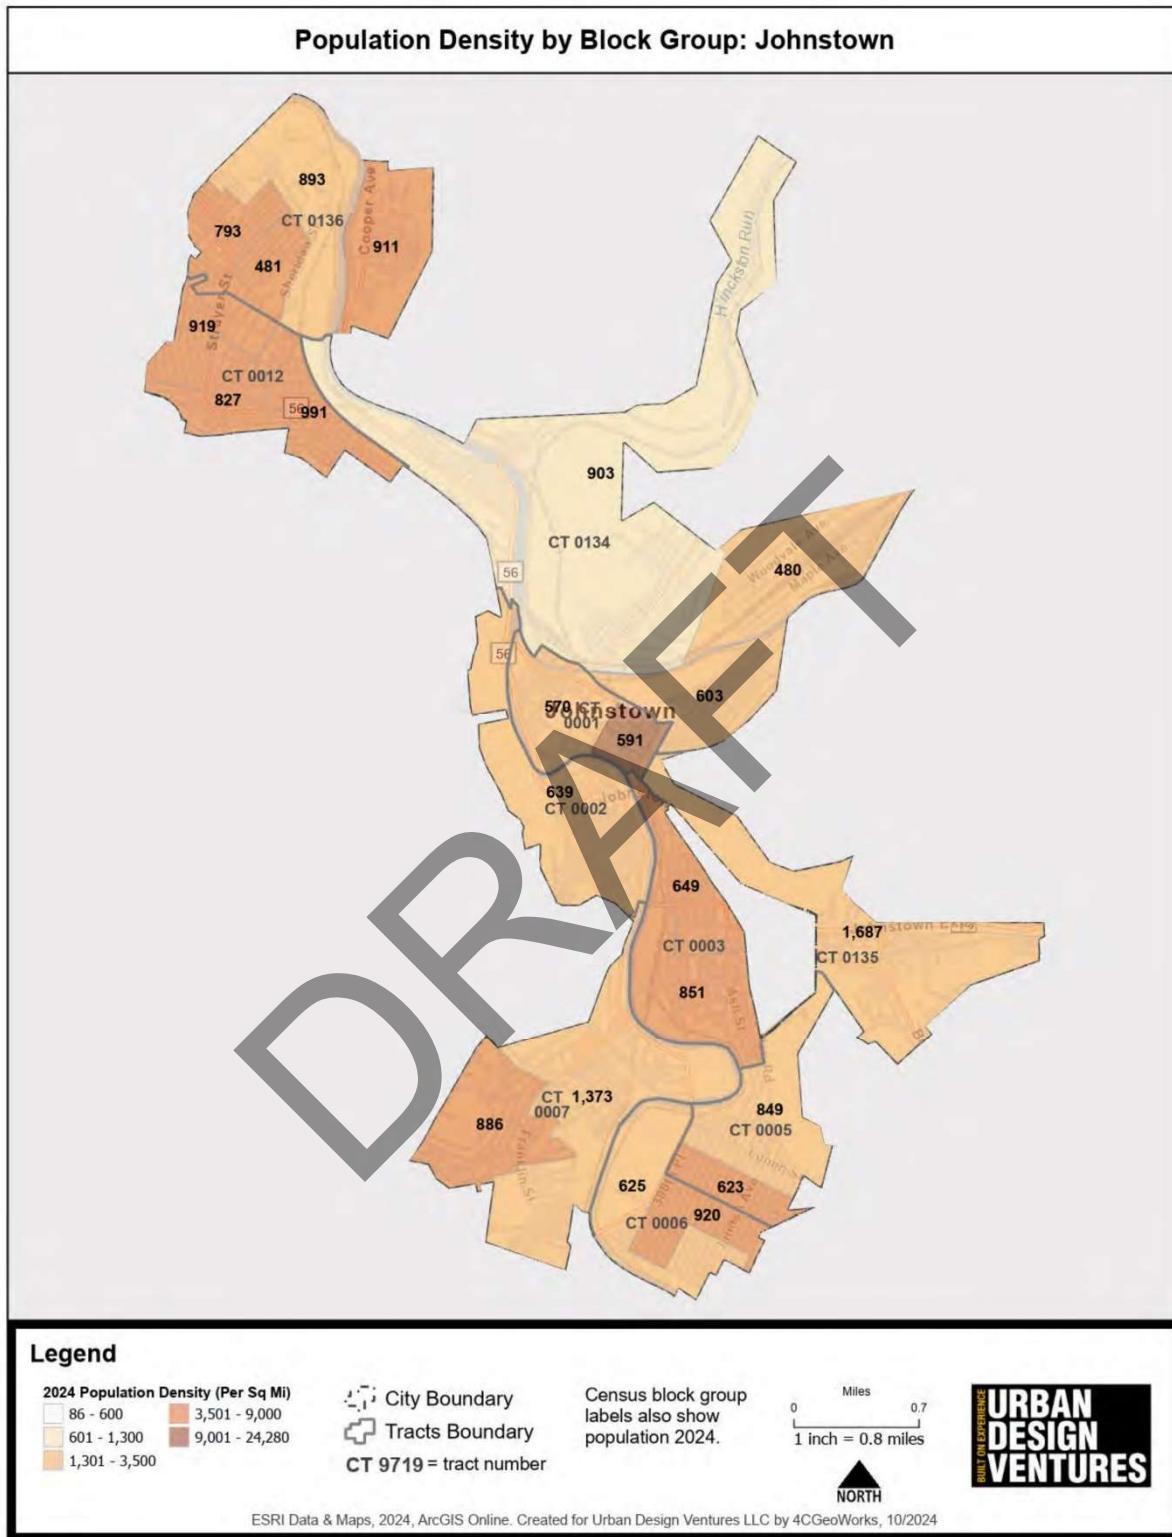 Population Density by Block Group: Johnstown
893
CT 0136
Cooper Ave
911
793
481
Strayer St
919
CT 0012
827
56
991
Hinckston Run
903
CT 0134
56
Woodvale Ave
Maple Ave
480
56
603
570 CT
0001
Johnstown
591
639
CT 0002
649
CT 0003
851
Ash St
1,687
CT 0135
CT 1,373
0007
886
Franklin St
849
CT 0005
Rd
625
623
CT 0006
920
DRAFT
Legend
2024 Population Density (Per Sq Mi)
86 - 600
601 - 1,300
1,301 - 3,500
3,501 - 9,000
9,001 - 24,280
City Boundary
Tracts Boundary
CT 9719 = tract number
Census block group
labels also show
population 2024.
Miles
0 0.7
1 inch = 0.8 miles
NORTH
BUILT ON EXPERIENCE
URBAN
DESIGN
VENTURES
ESRI Data & Maps, 2024, ArcGIS Online. Created for Urban Design Ventures LLC by 4CGeoWorks, 10/2024